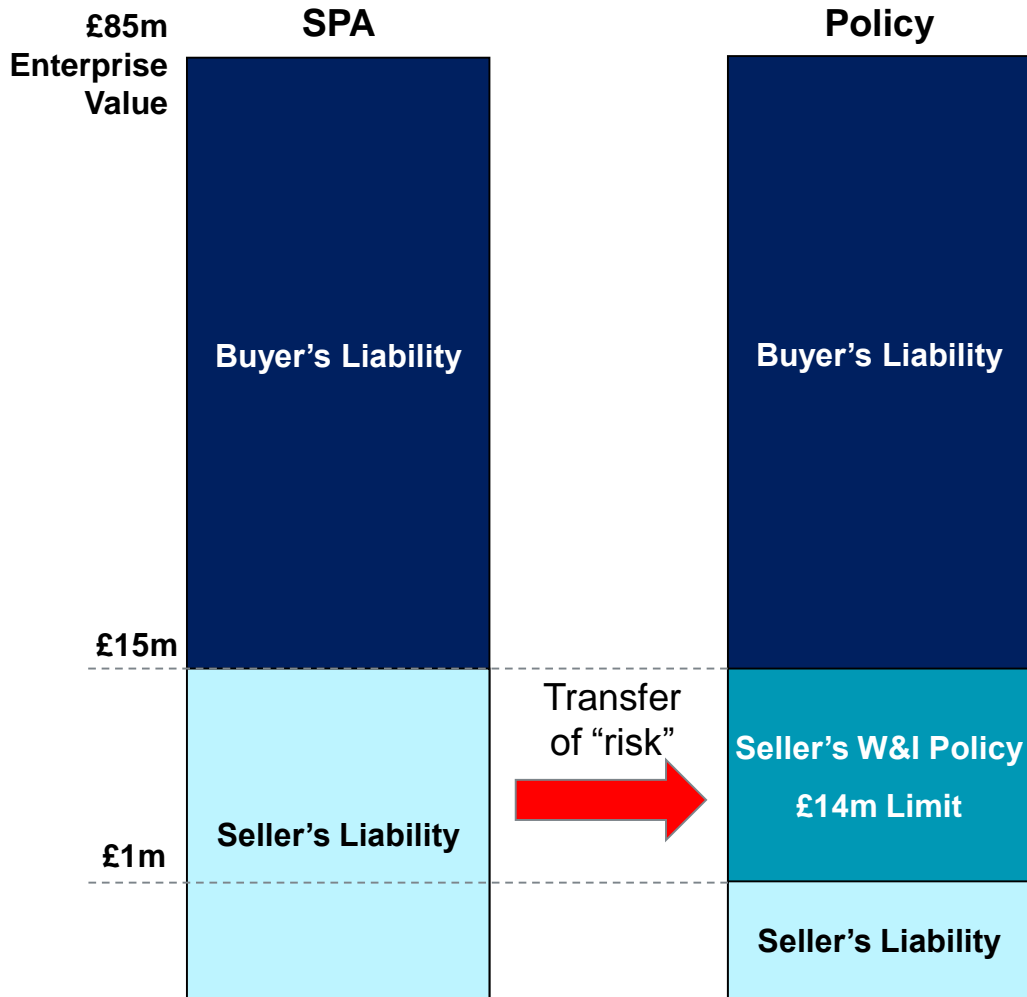 £85m
Enterprise
Value
SPA
Policy
Buyer’s Liability
Buyer’s Liability
£15m
Transfer
of “risk”
Seller’s W&I Policy
£14m Limit
Seller’s Liability
£1m
Seller’s Liability